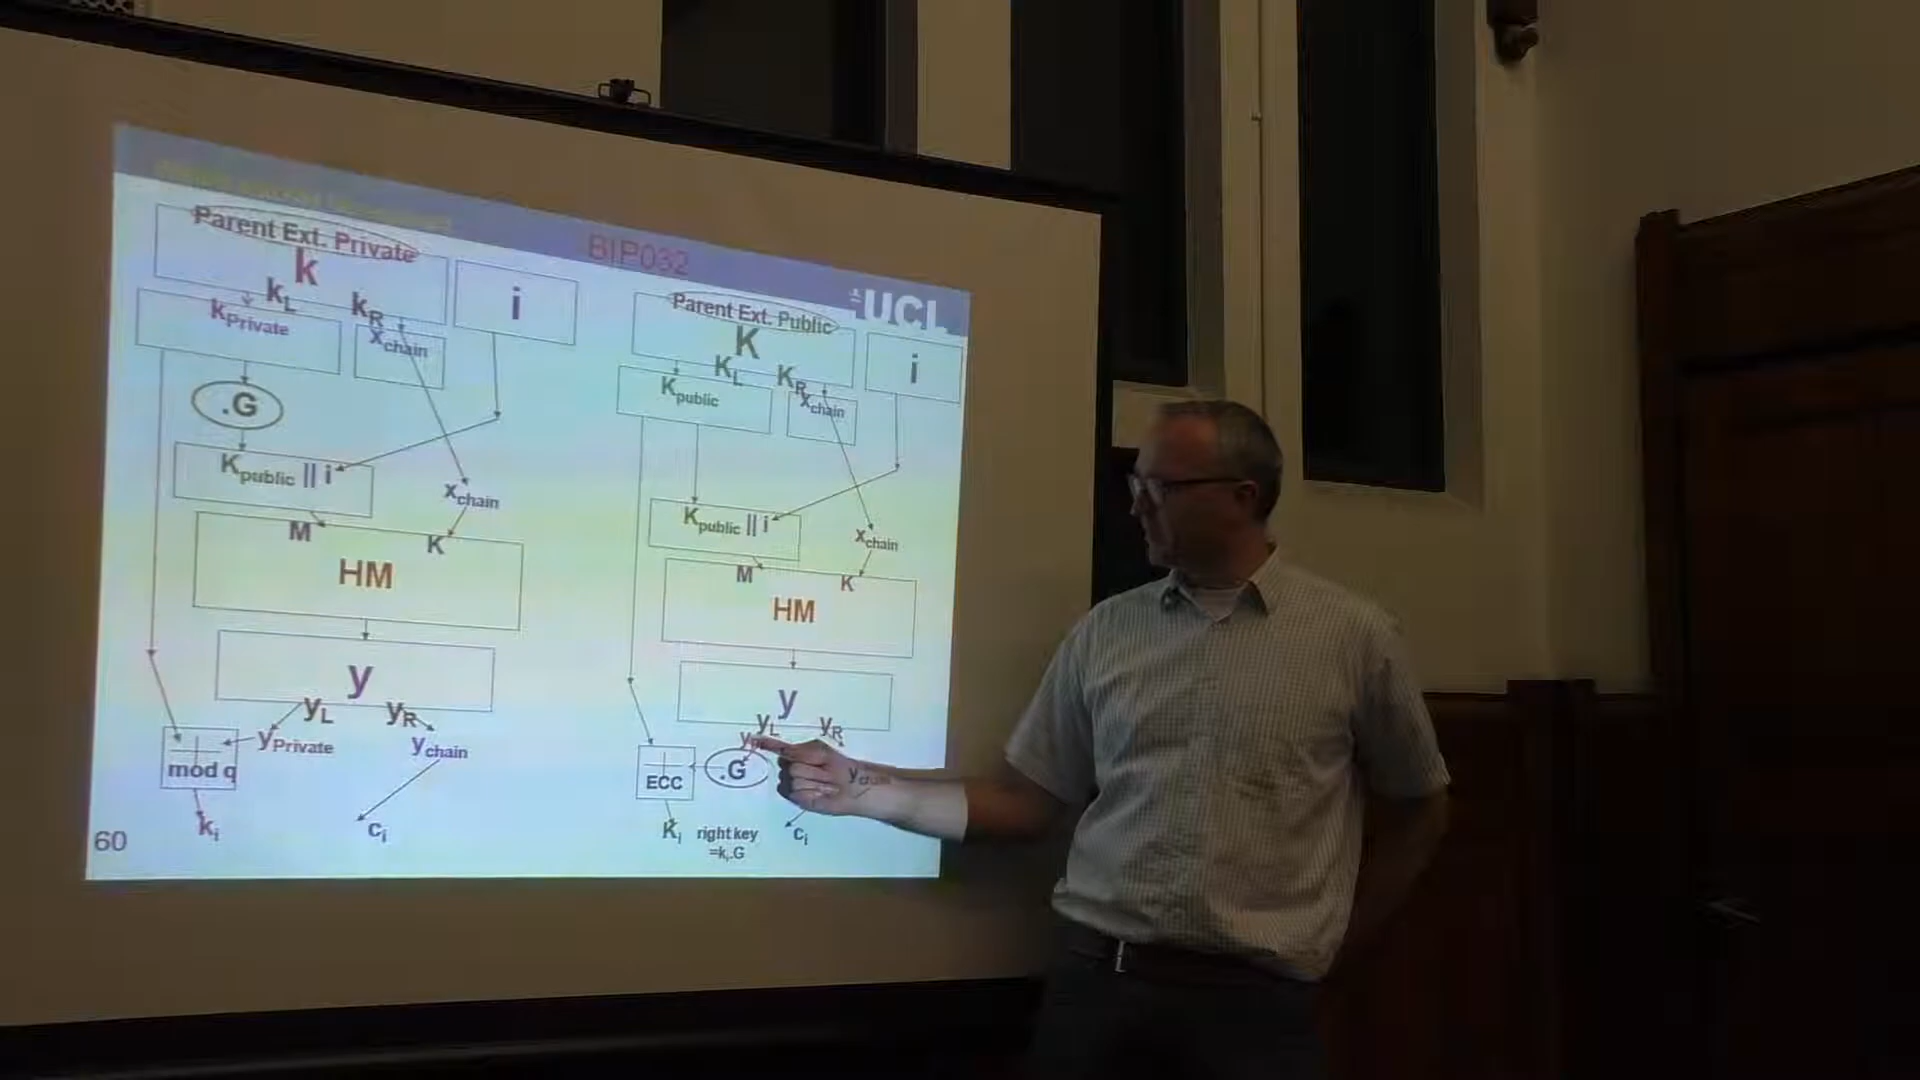 BIP032
UCL
Parent Ext. Private
k
kL kR
i
kPrivate
xchain
.G
Kpublic || i
xchain
M K
HM
y
yL yR
yPrivate
ychain
mod q
ki
ci
60
Parent Ext. Public
K
KL KR
i
Kpublic
xchain
Kpublic || i
xchain
M K
HM
y
yL yR
.G
ECC
Ki
right key
=ki.G
ci